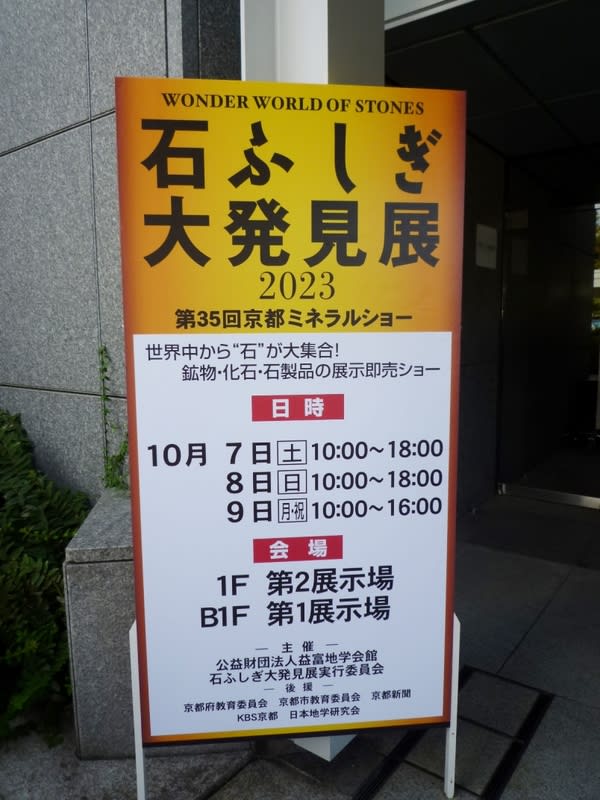 WONDER WORLD OF STONES
石ふしぎ
大発見展
2023
第35回京都ミネラルショー
世界中から“石”が大集合!
鉱物・化石・石製品の展示即売ショー
日時
10月 7日 土 10:00~18:00
8日 日 10:00~18:00
9日 月・祝 10:00~16:00
会場
1F 第2展示場
B1F 第1展示場
― 主催 ―
公益財団法人益富地学会館
石ふしぎ大発見展実行委員会
― 後援 ―
京都府教育委員会 京都市教育委員会 京都新聞
KBS京都 日本地学研究会